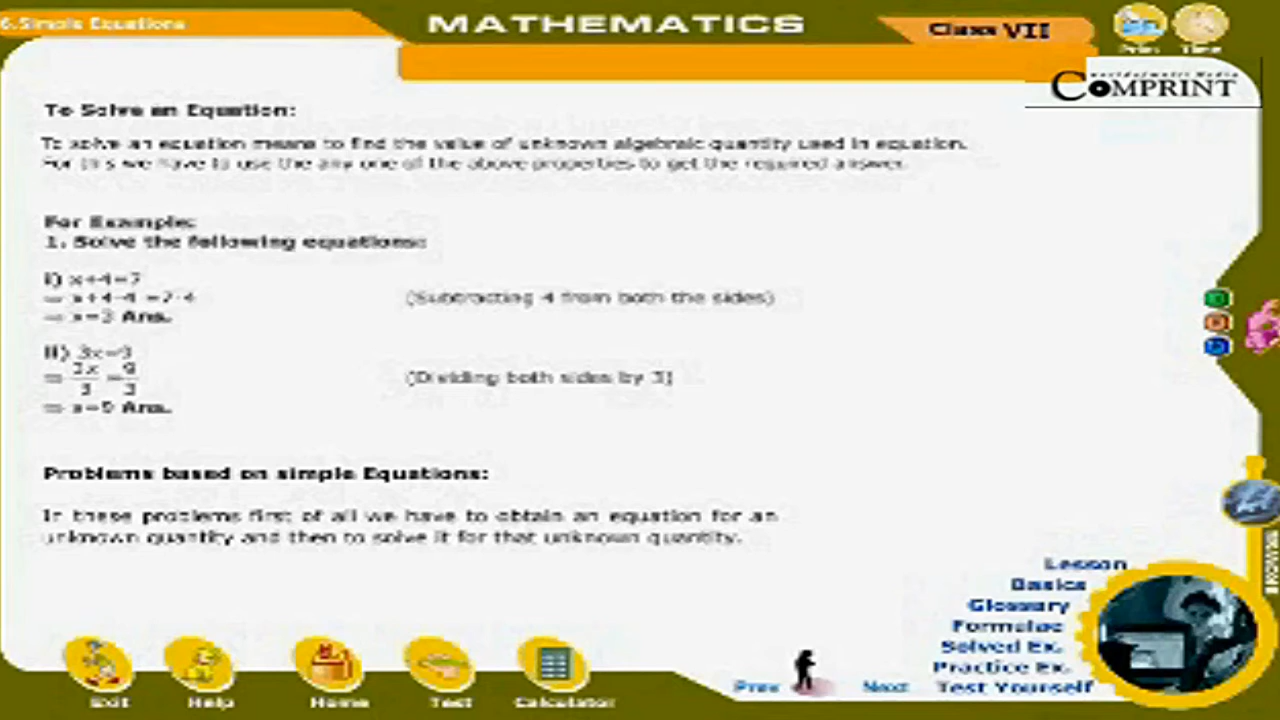 6.Simple Equations
MATHEMATICS
Class VII
Print
Time
COMPRINT
To Solve an Equation:
To solve an equation means to find the value of unknown algebraic quantity used in equation.
For this we have to use the any one of the above properties to get the required answer.
For Example:
1. Solve the following equations:
i) x+4=7
⇒ x+4-4 =7-4 (Subtracting 4 from both the sides)
⇒ x=3 Ans.
ii) 3x=9
⇒ 3x/3 = 9/3 (Dividing both sides by 3)
Ans.
Problems based on simple Equations:
In these problems first of all we have to obtain an equation for an
unknown quantity and then to solve it for that unknown quantity.
Lesson
Basics
Glossary
Formulae
Solved Ex.
Practice Ex.
Test Yourself
Prev
Next
Exit
Help
Home
Test
Calculator